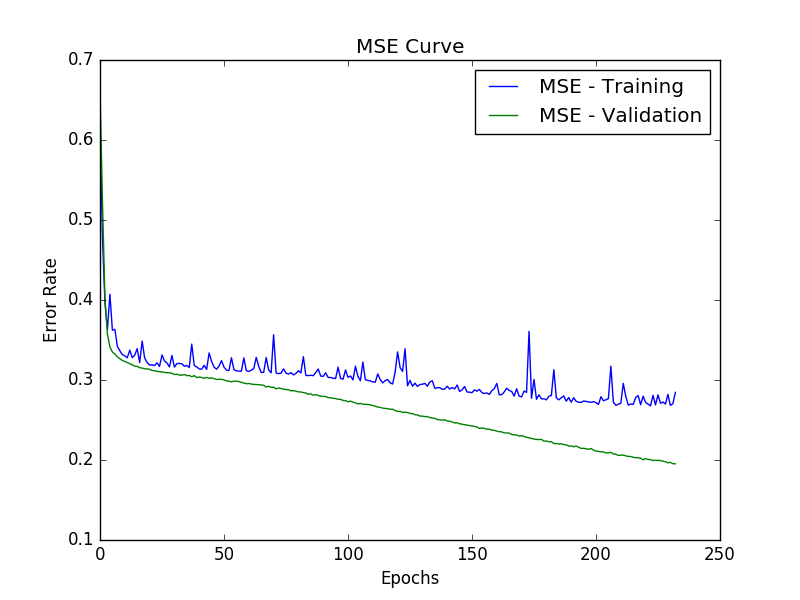 MSE Curve
0.7
0.6
0.5
0.4
0.3
0.2
0.1
Error Rate
MSE - Training
MSE - Validation
0
50
100
150
200
250
Epochs